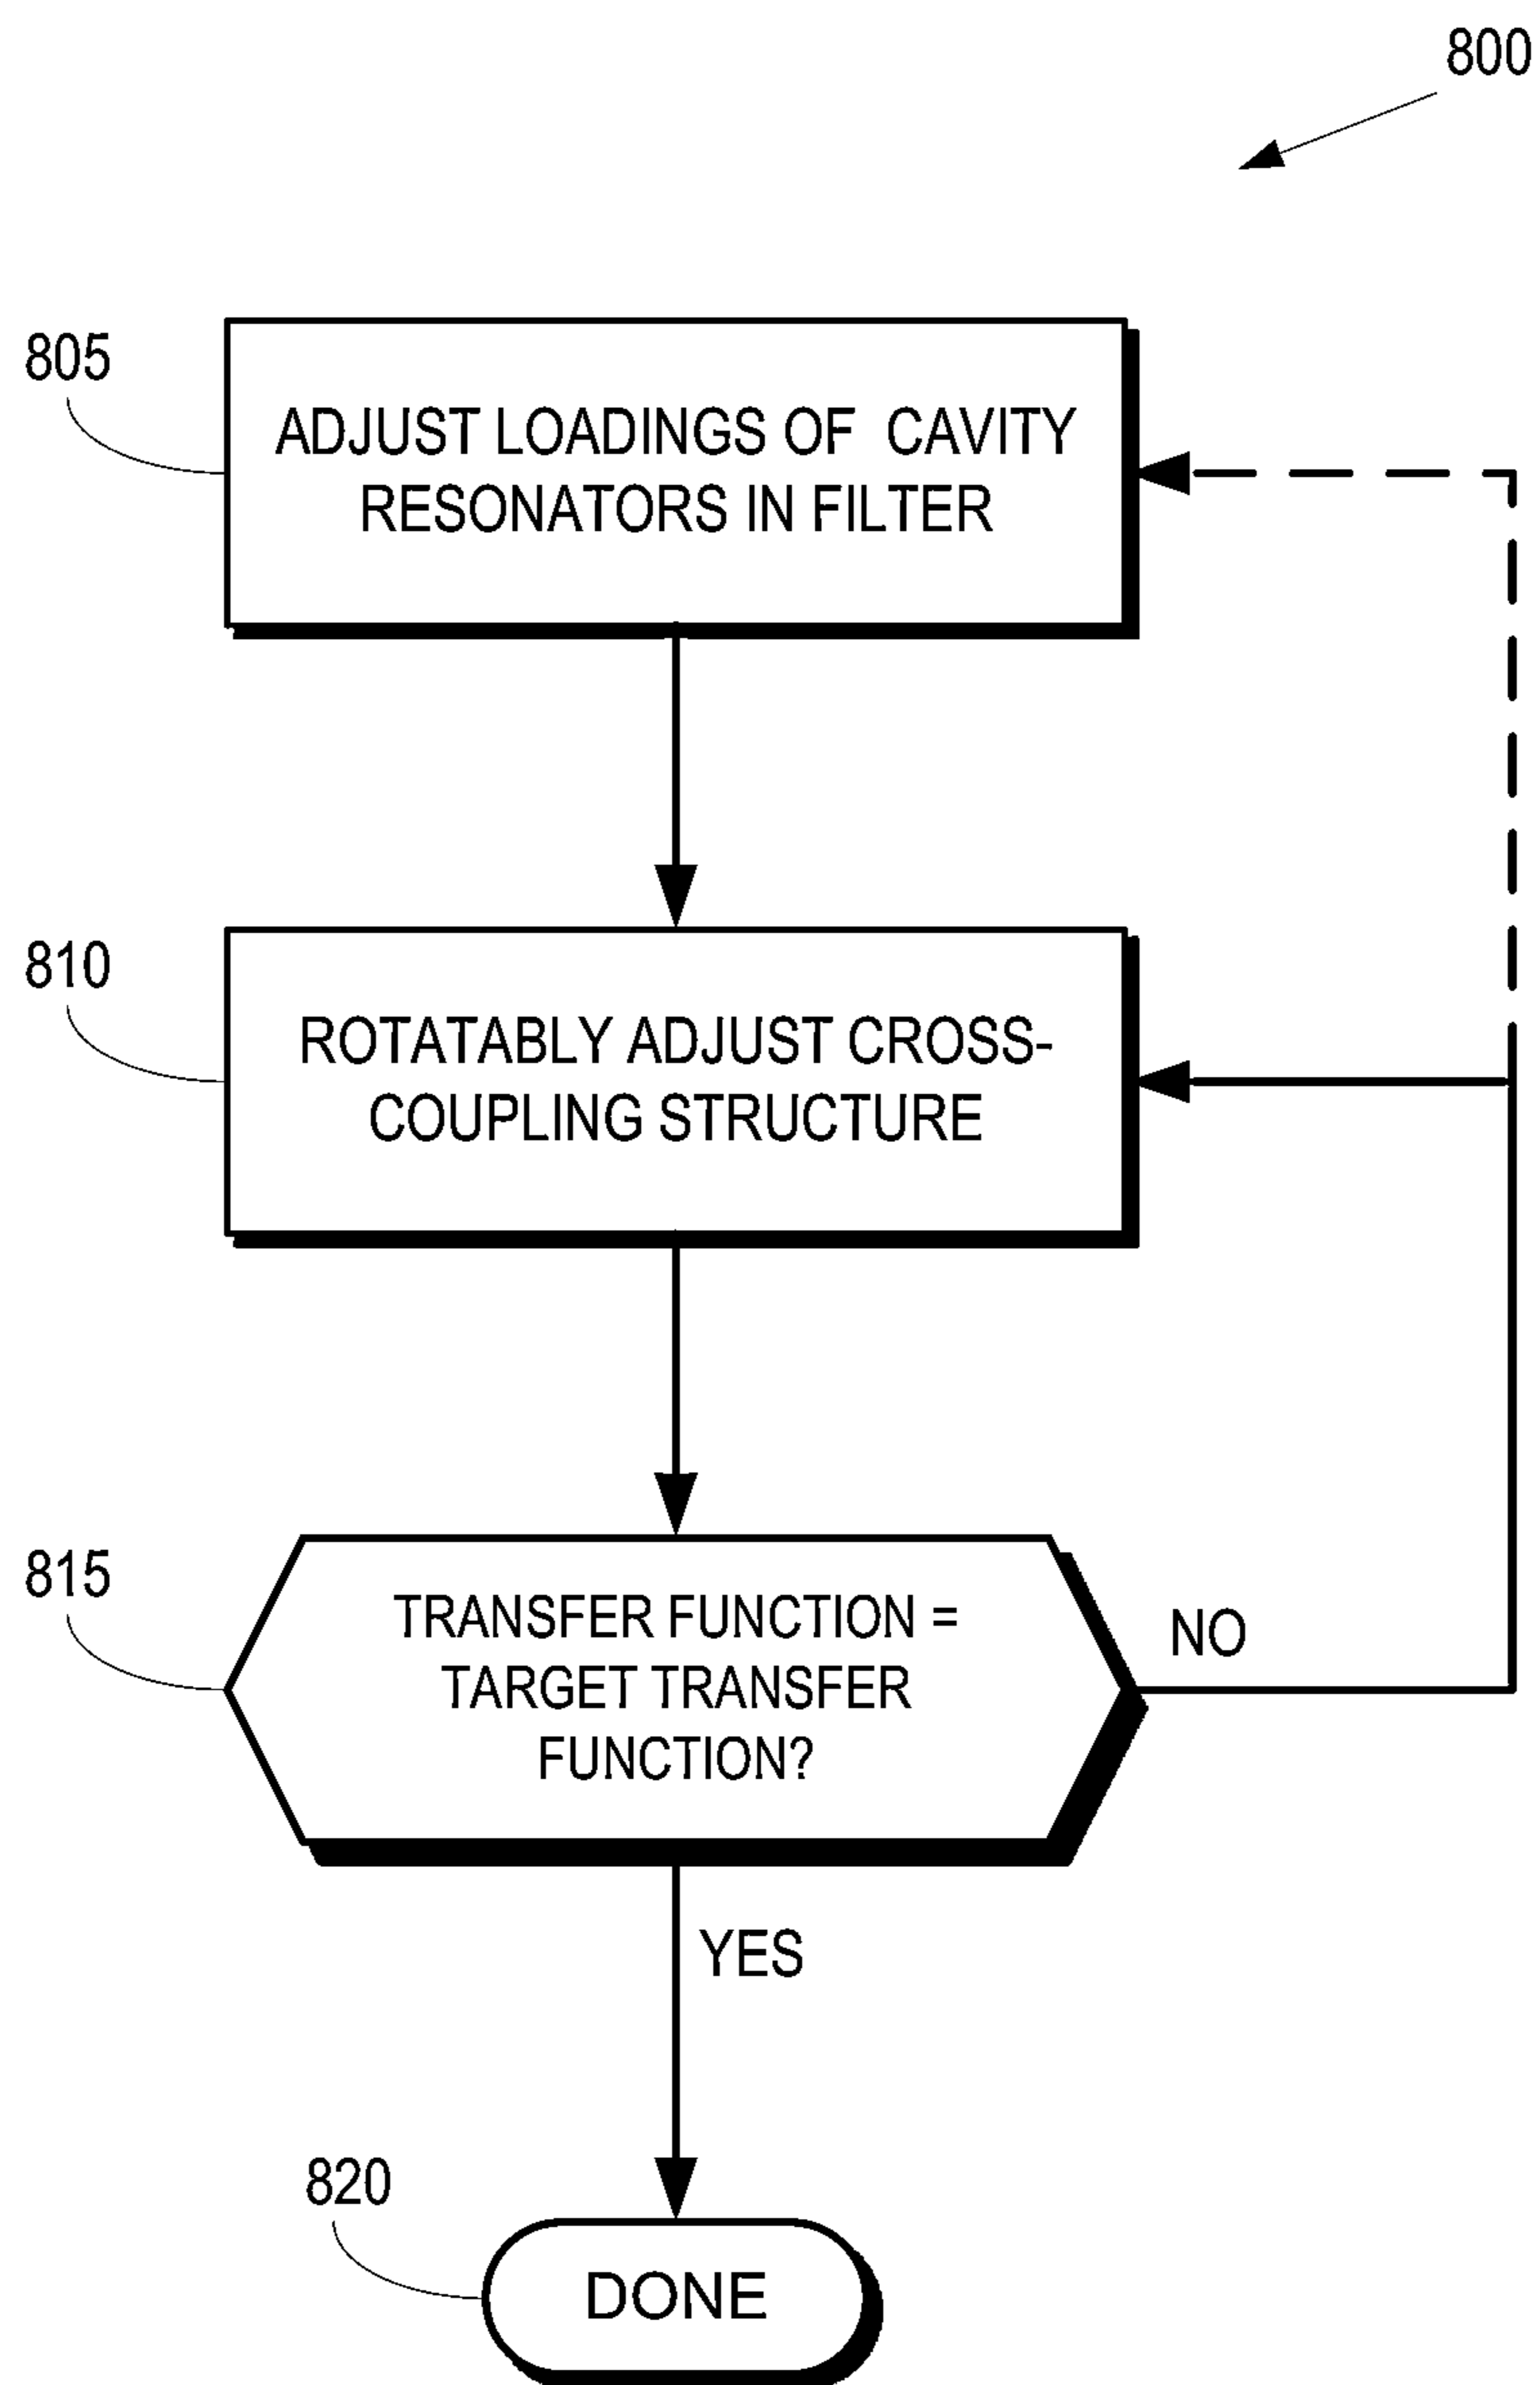 800
805
ADJUST LOADINGS OF CAVITY
RESONATORS IN FILTER
810
ROTATABLY ADJUST CROSS-
COUPLING STRUCTURE
815
TRANSFER FUNCTION =
TARGET TRANSFER
FUNCTION?
NO
YES
820
DONE